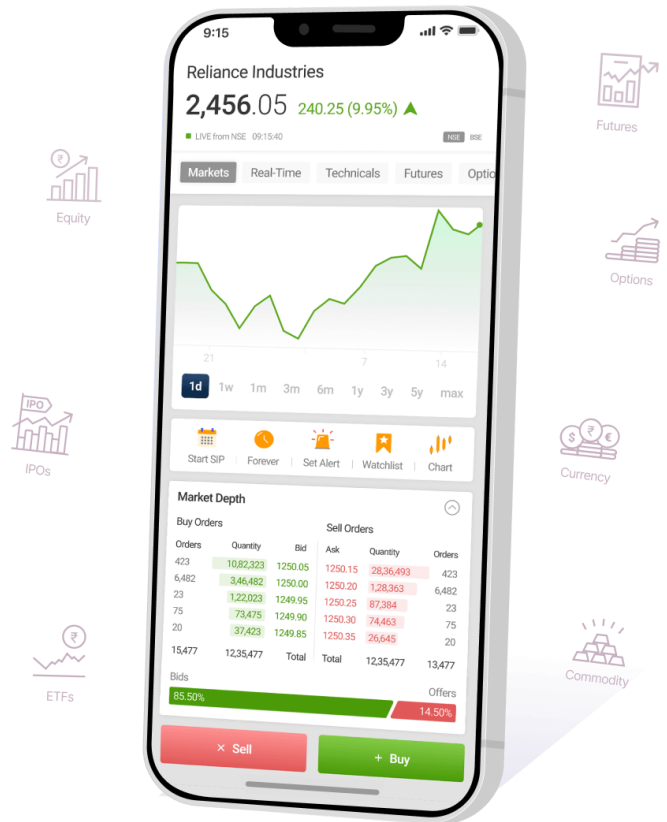 9:15
Reliance Industries
2,456.05 240.25 (9.95%)
LIVE from NSE 09:15:40 NSE BSE
Markets Real-Time Technicals Futures Optio
21 7 14
1d 1w 1m 3m 6m 1y 3y 5y max
Start SIP Forever Set Alert Watchlist Chart
Market Depth
Buy Orders Sell Orders
Orders Quantity Bid Ask Quantity Orders
423 10,82,323 1250.05 1250.15 28,36,493 423
6,482 3,46,482 1250.00 1250.20 1,28,363 6,482
23 1,22,023 1249.95 1250.25 87,384 23
75 73,475 1249.90 1250.30 74,463 75
20 37,423 1249.85 1250.35 26,645 20
15,477 12,35,477 Total Total 12,35,477 13,477
Bids Offers
85.50% 14.50%
× Sell + Buy
₹
Equity
IPO
IPOs
₹
ETFs
Futures
Options
$ ₹ €
Currency
Commodity